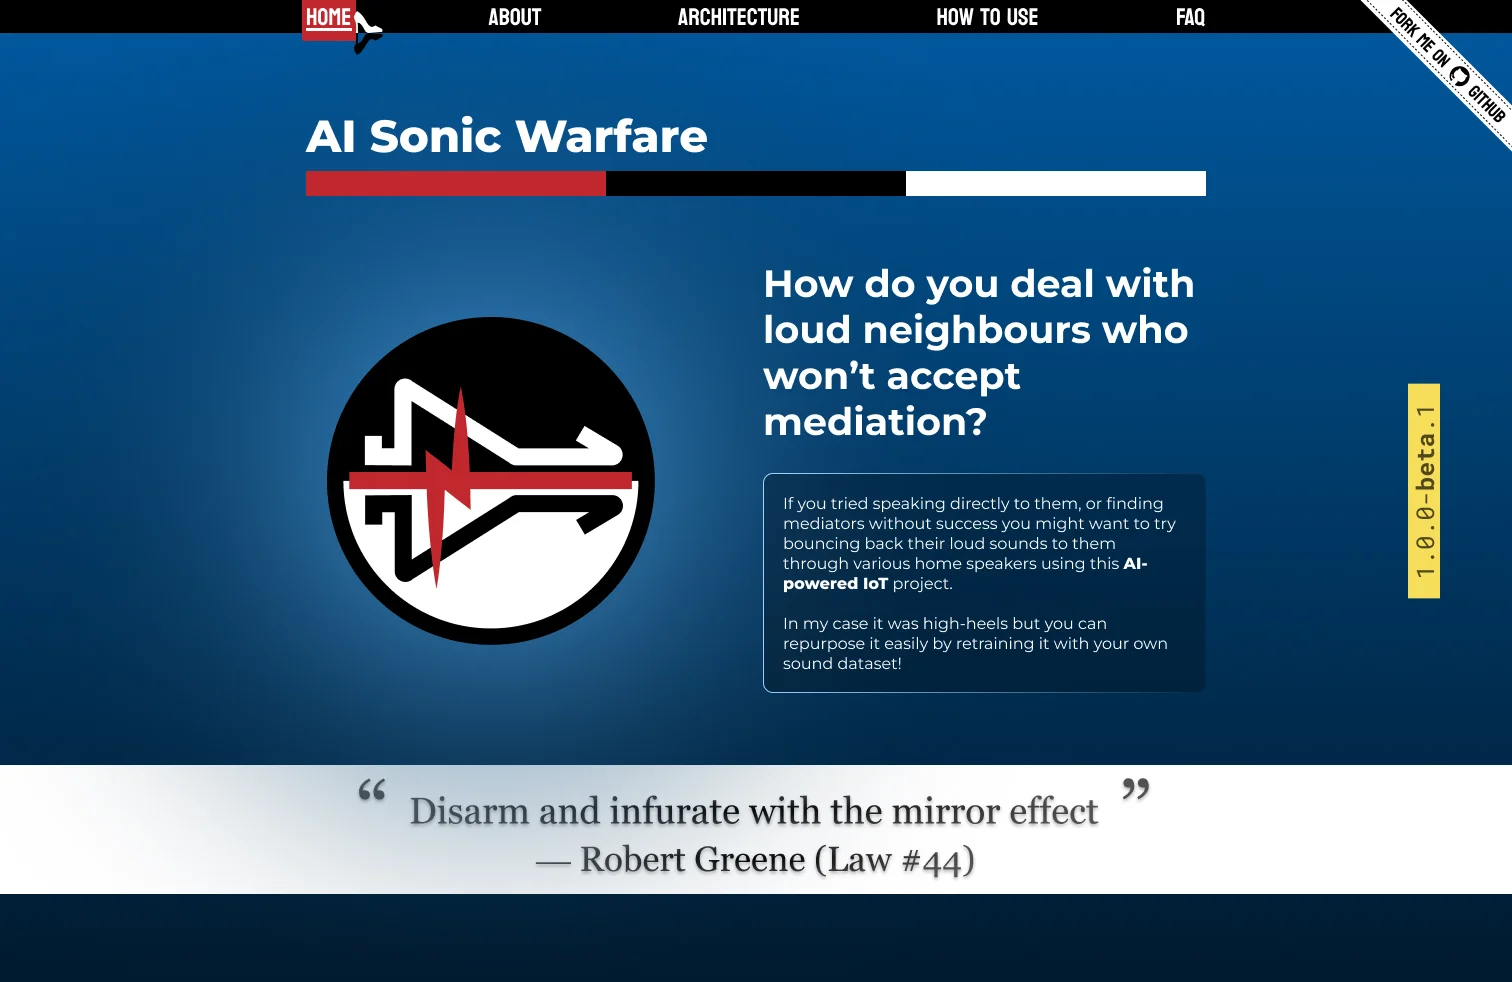 HOME
ABOUT
ARCHITECTURE
HOW TO USE
FAQ
FORK ME ON GITHUB
AI Sonic Warfare
How do you deal with
loud neighbours who
won’t accept
mediation?
If you tried speaking directly to them, or finding
mediators without success you might want to try
bouncing back their loud sounds to them
through various home speakers using this AI-
powered IoT project.
In my case it was high-heels but you can
repurpose it easily by retraining it with your own
sound dataset!
1.0.0-beta.1
“ Disarm and infurate with the mirror effect ”
— Robert Greene (Law #44)